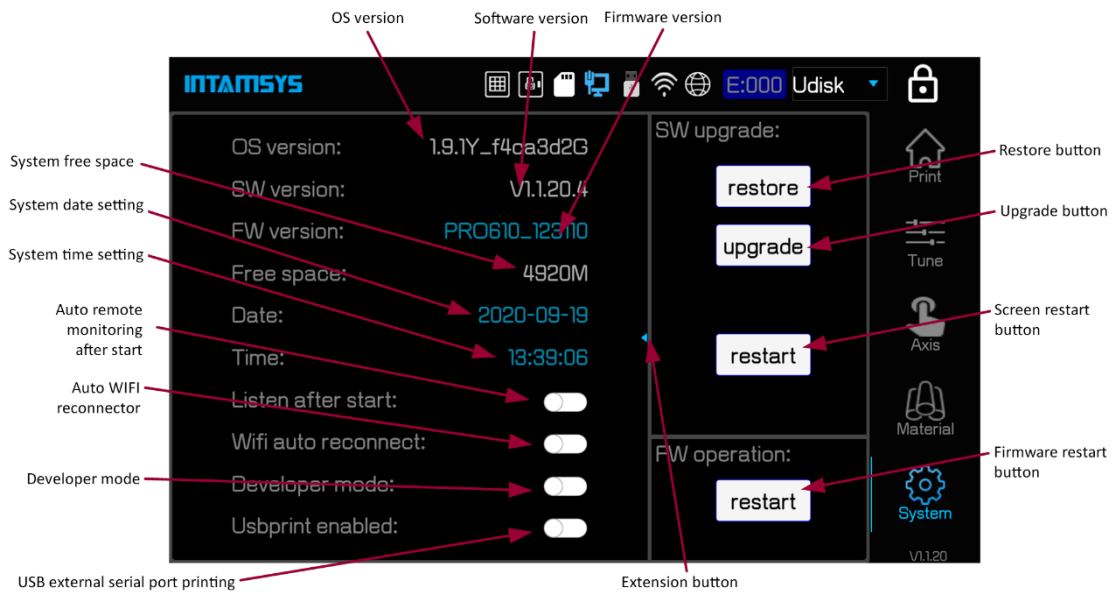 OS version
Software version
Firmware version
INTAMSYS
E:000
Udisk
OS version:
1.9.1Y_f4ca3d2G
SW version:
V1.1.20.4
FW version:
PRO610_123110
Free space:
4920M
Date:
2020-09-19
Time:
13:39:06
Listen after start:
Wifi auto reconnect:
Developer mode:
Usbprint enabled:
SW upgrade:
restore
upgrade
restart
FW operation:
restart
Print
Tune
Axis
Material
System
V1.1.20
System free space
System date setting
System time setting
Auto remote
monitoring
after start
Auto WIFI
reconnector
Developer mode
USB external serial port printing
Extension button
Restore button
Upgrade button
Screen restart
button
Firmware restart
button